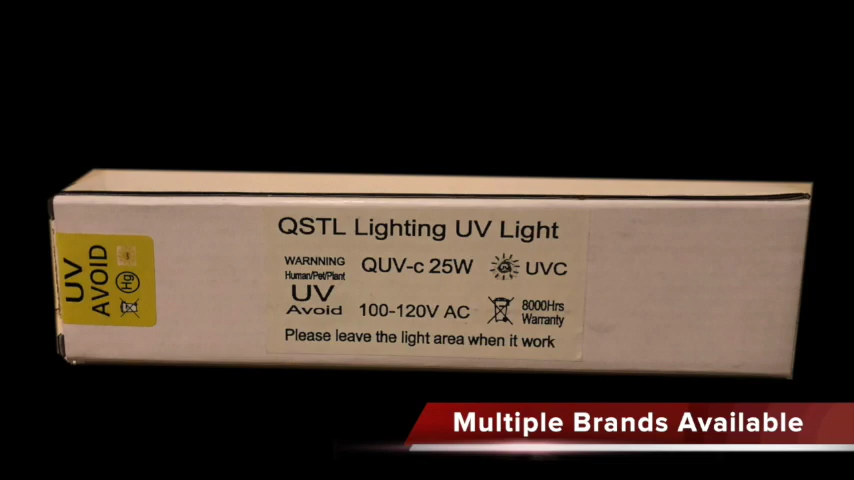 QSTL Lighting UV Light
WARNNING
Human/Pet/Plant
UV
Avoid
QUV-c 25W
UVC
100-120V AC
8000Hrs
Warranty
Please leave the light area when it work
UV
AVOID
Hg
Multiple Brands Available